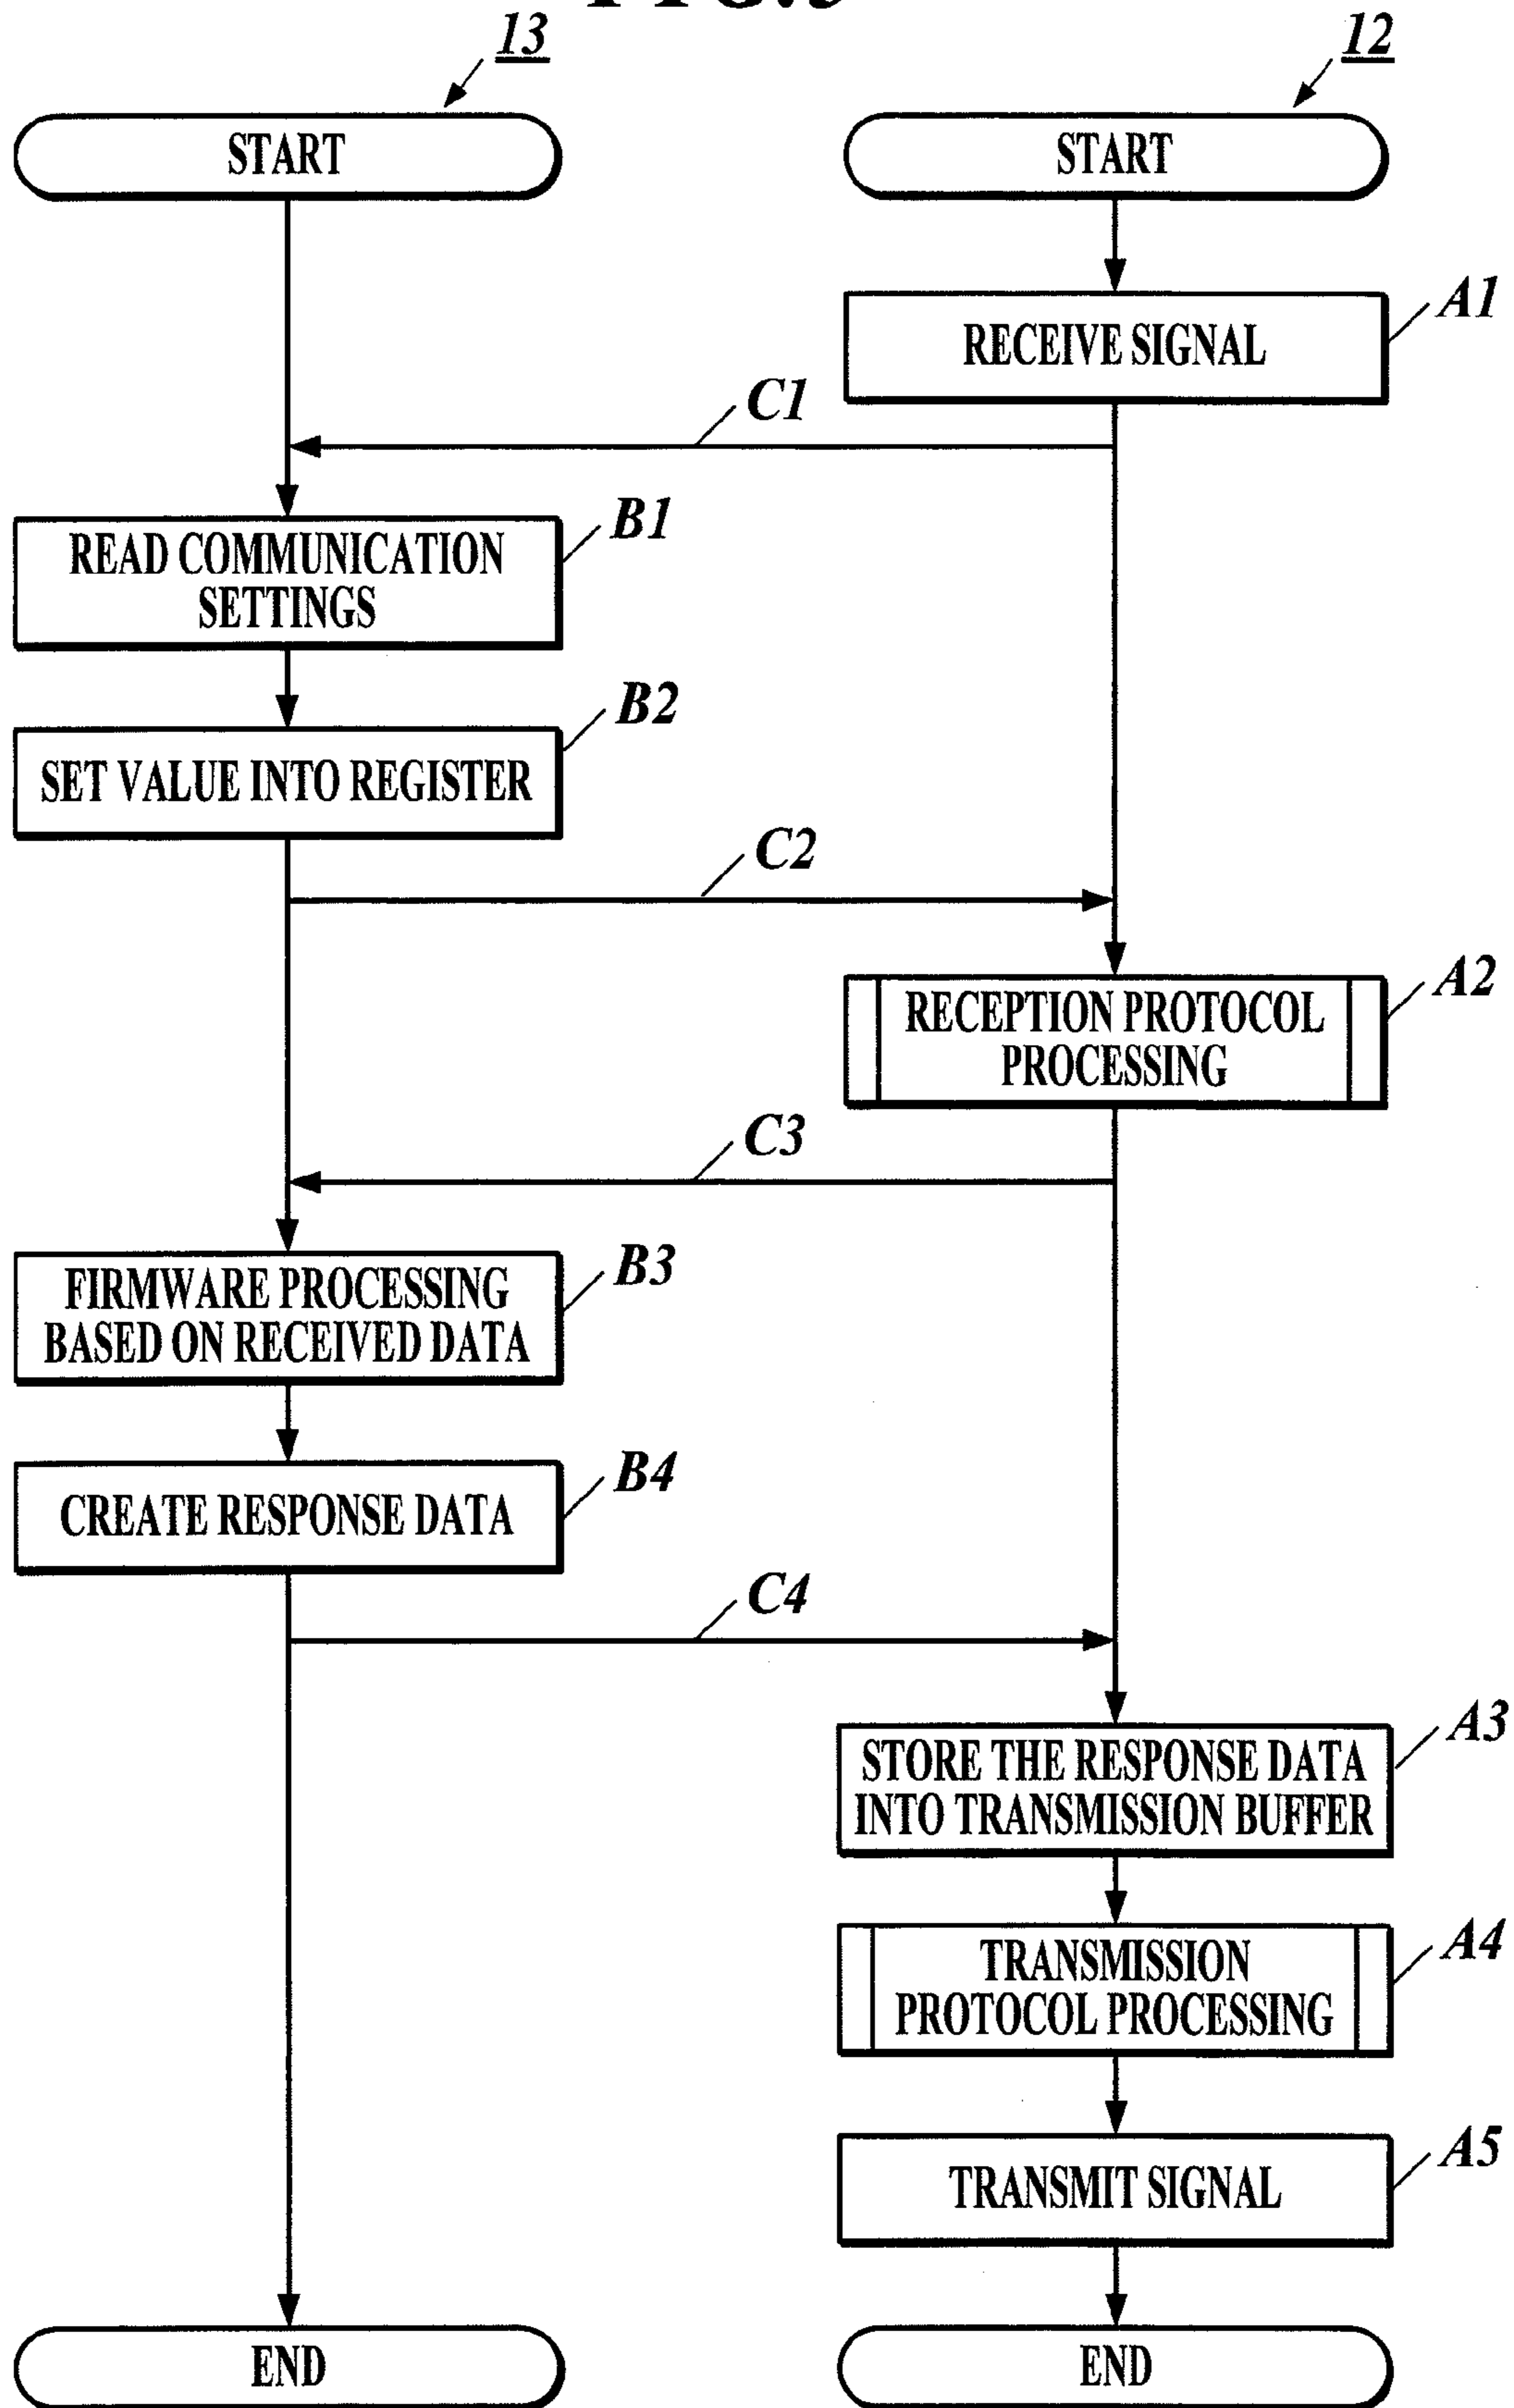 13
12
START
START
RECEIVE SIGNAL
A1
C1
READ COMMUNICATION
SETTINGS
B1
SET VALUE INTO REGISTER
B2
C2
RECEPTION PROTOCOL
PROCESSING
A2
C3
FIRMWARE PROCESSING
BASED ON RECEIVED DATA
B3
CREATE RESPONSE DATA
B4
C4
STORE THE RESPONSE DATA
INTO TRANSMISSION BUFFER
A3
TRANSMISSION
PROTOCOL PROCESSING
A4
TRANSMIT SIGNAL
A5
END
END